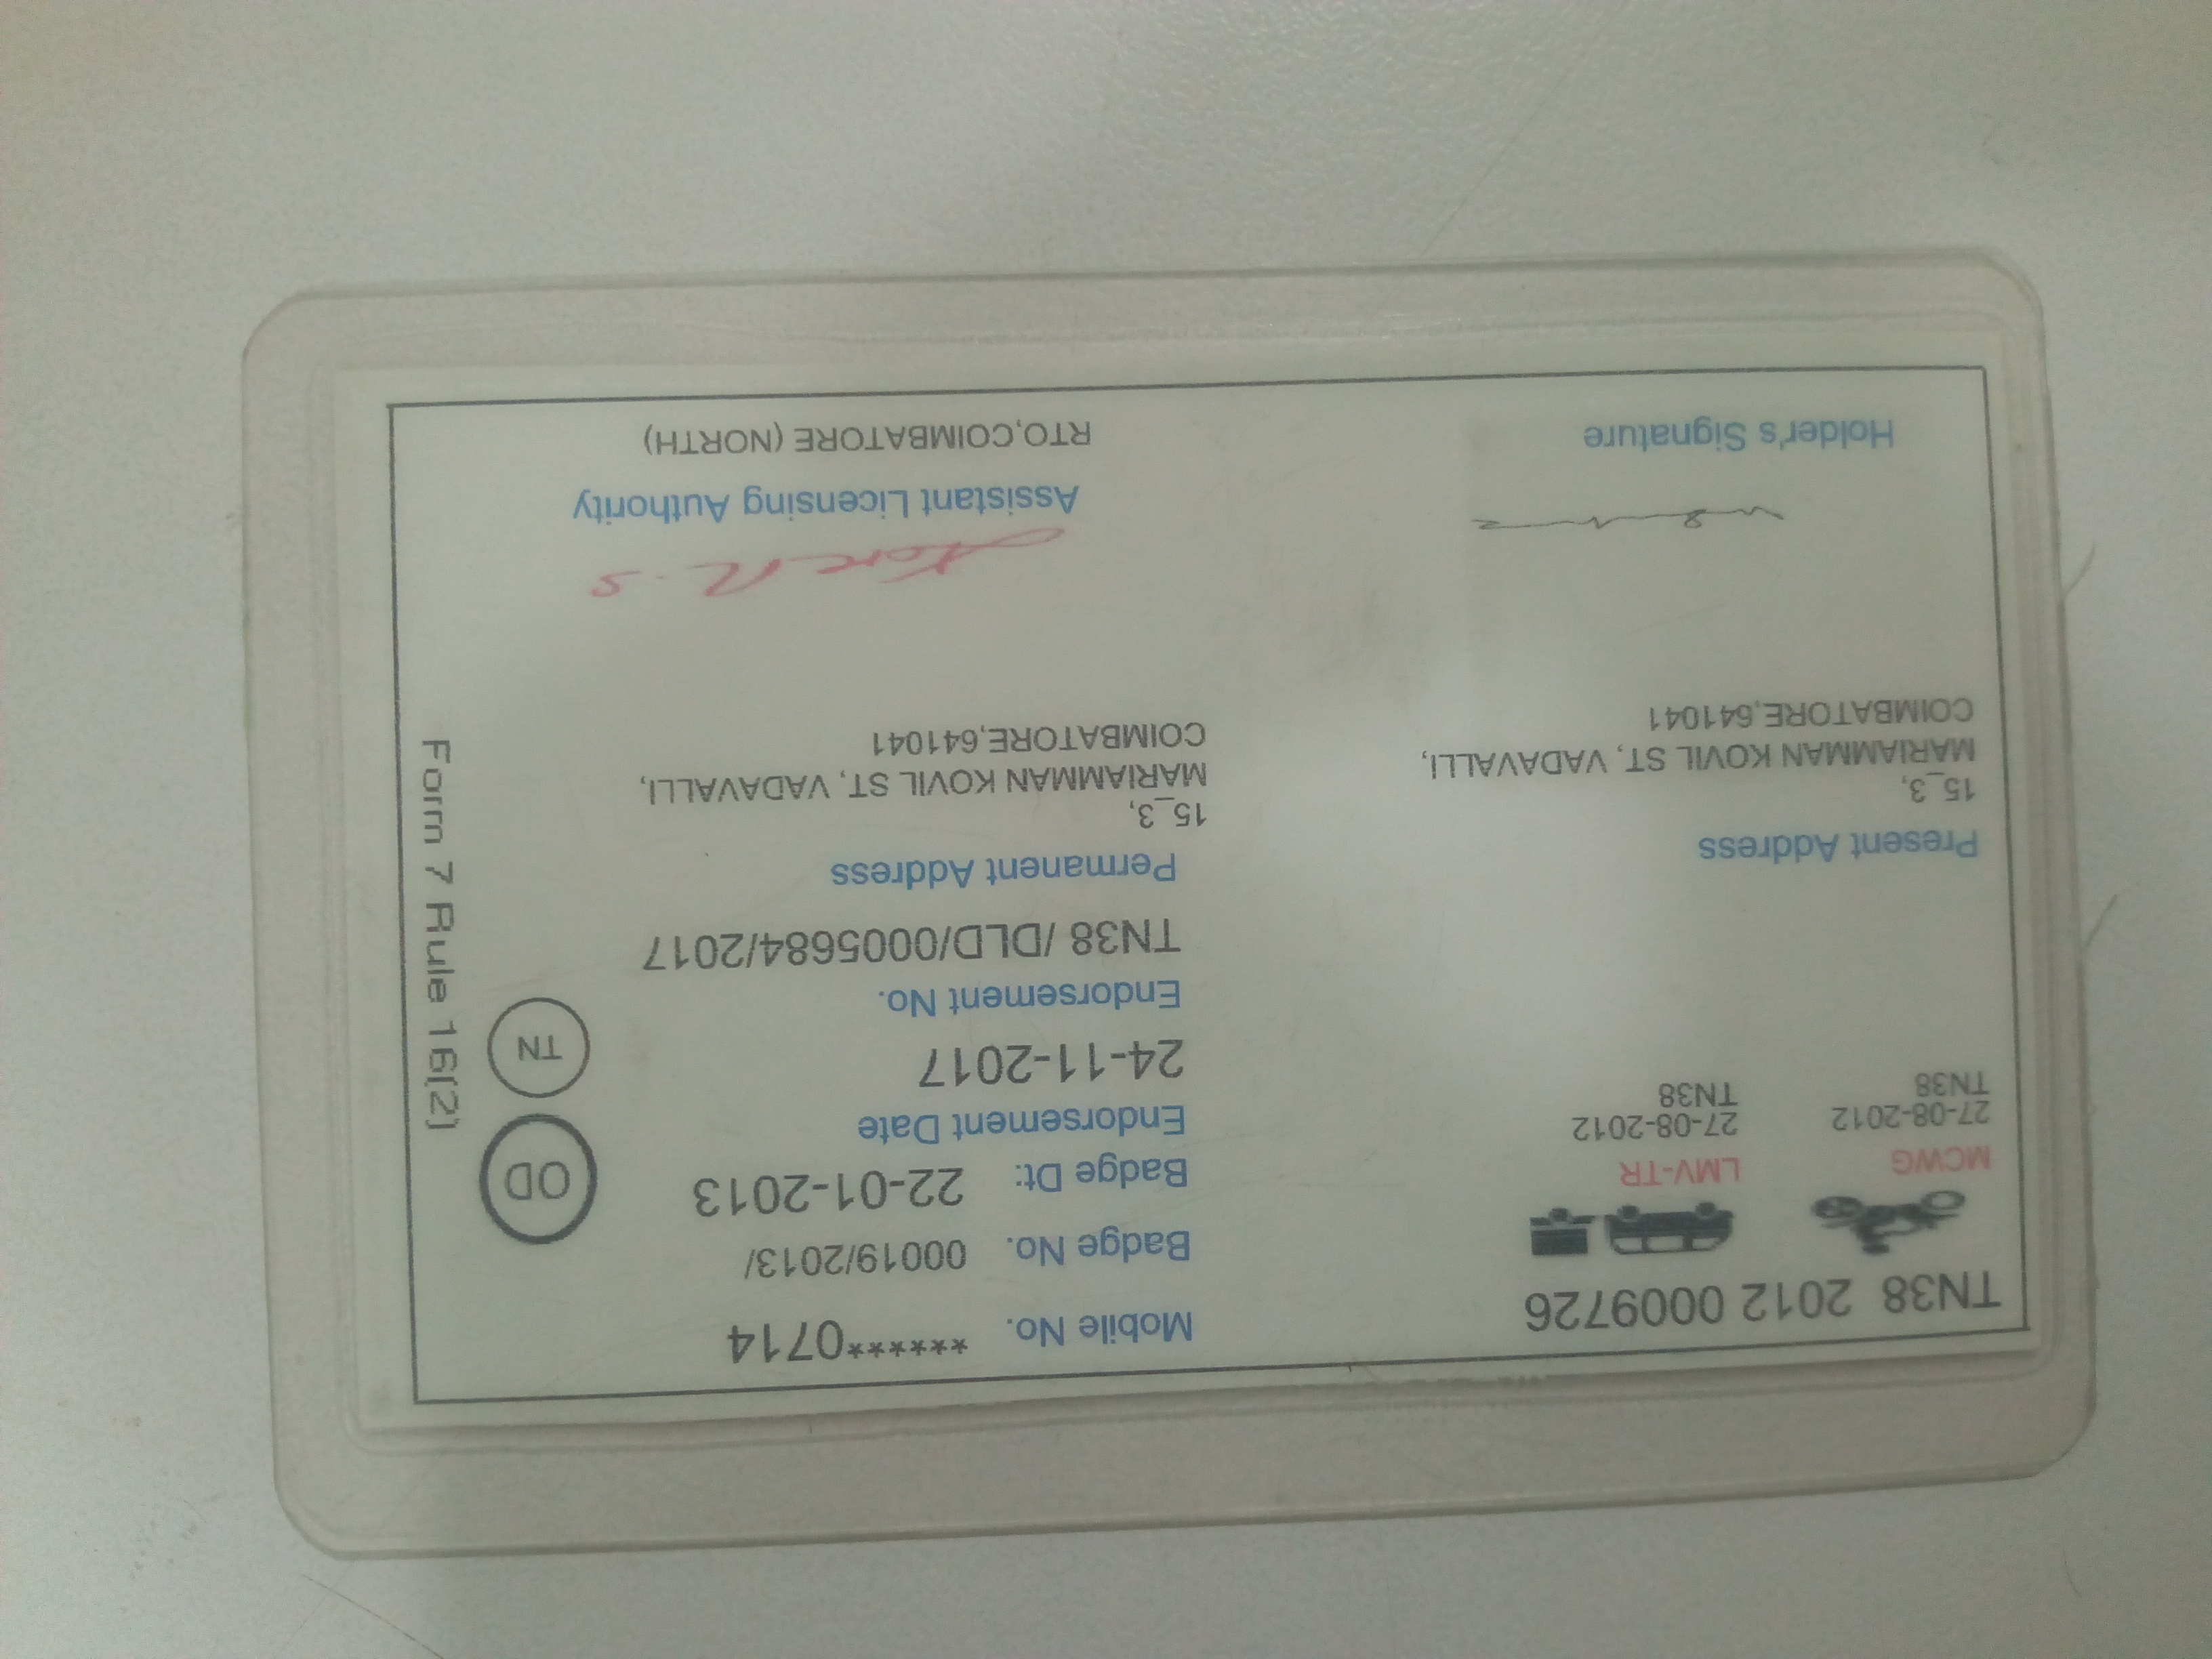 TN38 2012 0009726
MCWG
27-08-2012
TN38
LMV-TR
27-08-2012
TN38
Present Address
15_3,
MARIAMMAN KOVIL ST, VADAVALLI,
COIMBATORE,641041
Holder's Signature
Mobile No. ******0714
Badge No. 00019/2013/
Badge Dt: 22-01-2013
Endorsement Date
24-11-2017
Endorsement No.
TN38 /DLD/0005684/2017
Permanent Address
15_3,
MARIAMMAN KOVIL ST, VADAVALLI,
COIMBATORE,641041
Assistant Licensing Authority
RTO,COIMBATORE (NORTH)
OD
TN
Form 7 Rule 16(2)